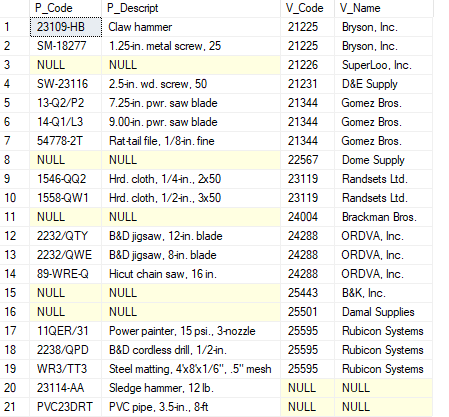 P_Code P_Descript V_Code V_Name
1 23109-HB Claw hammer 21225 Bryson, Inc.
2 SM-18277 1.25-in. metal screw, 25 21225 Bryson, Inc.
3 NULL NULL 21226 SuperLoo, Inc.
4 SW-23116 2.5-in. wd. screw, 50 21231 D&E Supply
5 13-Q2/P2 7.25-in. pwr. saw blade 21344 Gomez Bros.
6 14-Q1/L3 9.00-in. pwr. saw blade 21344 Gomez Bros.
7 54778-2T Rat-tail file, 1/8-in. fine 21344 Gomez Bros.
8 NULL NULL 22567 Dome Supply
9 1546-QQ2 Hrd. cloth, 1/4-in., 2x50 23119 Randsets Ltd.
10 1558-QW1 Hrd. cloth, 1/2-in., 3x50 23119 Randsets Ltd.
11 NULL NULL 24004 Brackman Bros.
12 2232/QTY B&D jigsaw, 12-in. blade 24288 ORDVA, Inc.
13 2232/QWE B&D jigsaw, 8-in. blade 24288 ORDVA, Inc.
14 89-WRE-Q Hicut chain saw, 16 in. 24288 ORDVA, Inc.
15 NULL NULL 25443 B&K, Inc.
16 NULL NULL 25501 Damal Supplies
17 11QER/31 Power painter, 15 psi., 3-nozzle 25595 Rubicon Systems
18 2238/QPD B&D cordless drill, 1/2-in. 25595 Rubicon Systems
19 WR3/TT3 Steel matting, 4'x8'x1/6", .5" mesh 25595 Rubicon Systems
20 23114-AA Sledge hammer, 12 lb. NULL NULL
21 PVC23DRT PVC pipe, 3.5-in., 8-ft NULL NULL